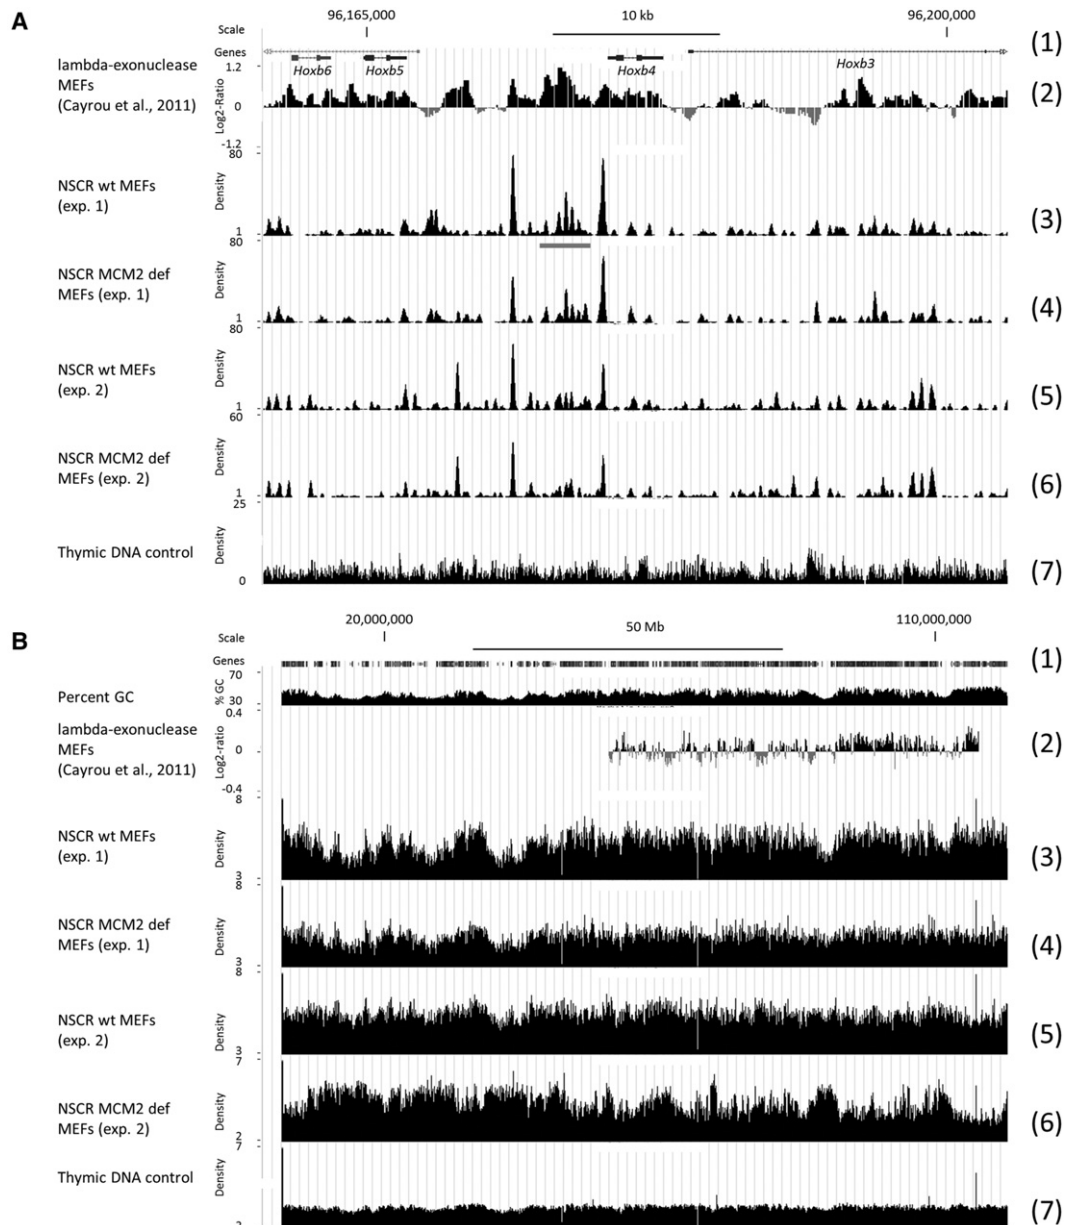 A
96,165,000 10 kb 96,200,000
Scale
Genes
(1)
Hoxb6 Hoxb5 Hoxb4 Hoxb3
lambda-exonuclease
MEFs
(Cayrou et al., 2011)
Log2-Ratio
1.2
0
-1.2
(2)
NSCR wt MEFs
(exp. 1)
Density
80
1
(3)
NSCR MCM2 def
MEFs (exp. 1)
Density
80
1
(4)
NSCR wt MEFs
(exp. 2)
Density
80
1
(5)
NSCR MCM2 def
MEFs (exp. 2)
Density
60
1
(6)
Thymic DNA control
Density
25
0
(7)
B
20,000,000 50 Mb 110,000,000
Scale
Genes
(1)
Percent GC
% GC
70
30
lambda-exonuclease
MEFs
(Cayrou et al., 2011)
Log2-ratio
0.4
0
-0.4
(2)
NSCR wt MEFs
(exp. 1)
Density
8
3
(3)
NSCR MCM2 def
MEFs (exp. 1)
Density
8
3
(4)
NSCR wt MEFs
(exp. 2)
Density
8
3
(5)
NSCR MCM2 def
MEFs (exp. 2)
Density
7
2
(6)
Thymic DNA control
Density
7
(7)